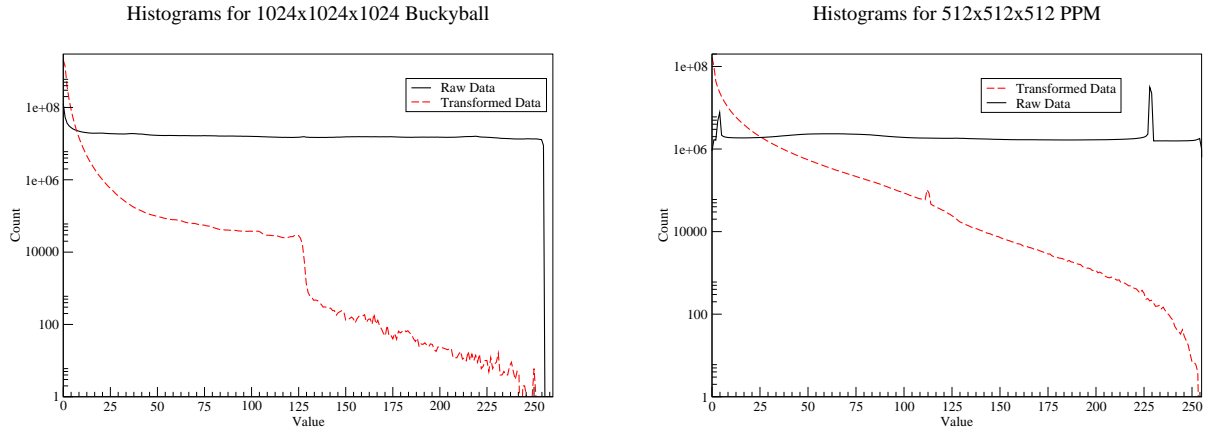 Histograms for 1024x1024x1024 Buckyball
1e+08
1e+06
10000
100
1
Count
0 25 50 75 100 125 150 175 200 225 250
Value
Raw Data
Transformed Data
Histograms for 512x512x512 PPM
1e+08
1e+06
10000
100
1
Count
0 25 50 75 100 125 150 175 200 225 250
Value
Transformed Data
Raw Data